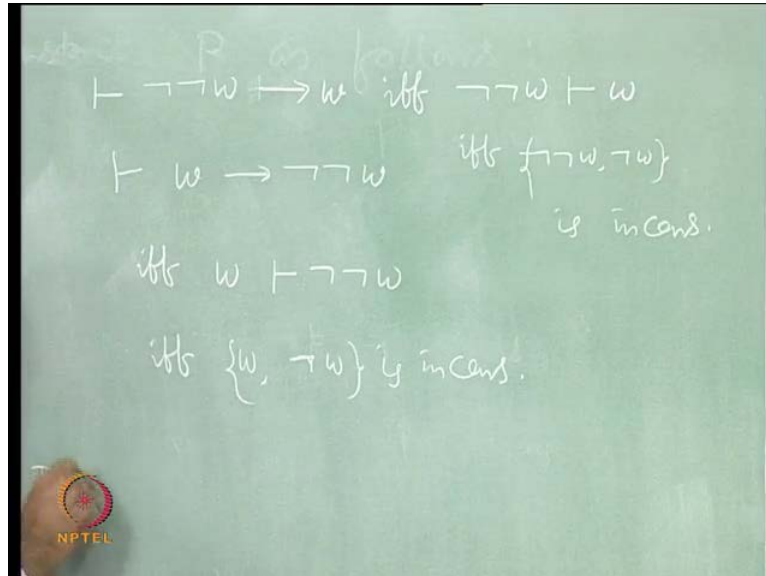 ⊢ ¬¬w → w iff ¬¬w ⊢ w
iff {¬¬w, ¬w}
is incons.
⊢ w → ¬¬w
iff w ⊢ ¬¬w
iff {w, ¬w} is incons.
NPTEL